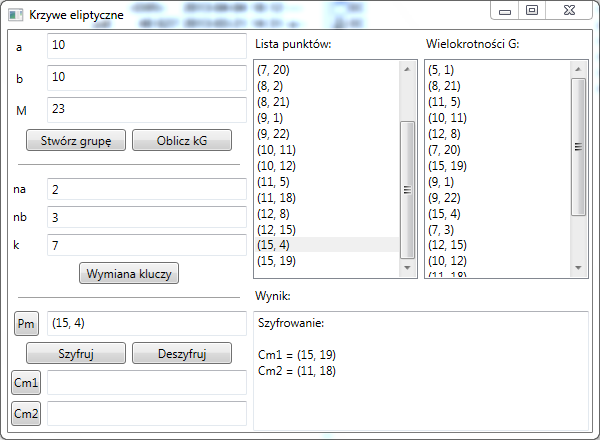 Krzywe eliptyczne
a
10
b
10
M
23
Stwórz grupę
Oblicz kG
na
2
nb
3
k
7
Wymiana kluczy
Pm
(15, 4)
Szyfruj
Deszyfruj
Cm1
Cm2
Lista punktów:
(7, 20)
(8, 2)
(8, 21)
(9, 1)
(9, 22)
(10, 11)
(10, 12)
(11, 5)
(11, 18)
(12, 8)
(12, 15)
(15, 4)
(15, 19)
Wielokrotności G:
(5, 1)
(8, 21)
(11, 5)
(10, 11)
(12, 8)
(7, 20)
(15, 19)
(9, 1)
(9, 22)
(15, 4)
(7, 3)
(12, 15)
(10, 12)
(11, 18)
Wynik:
Szyfrowanie:
Cm1 = (15, 19)
Cm2 = (11, 18)